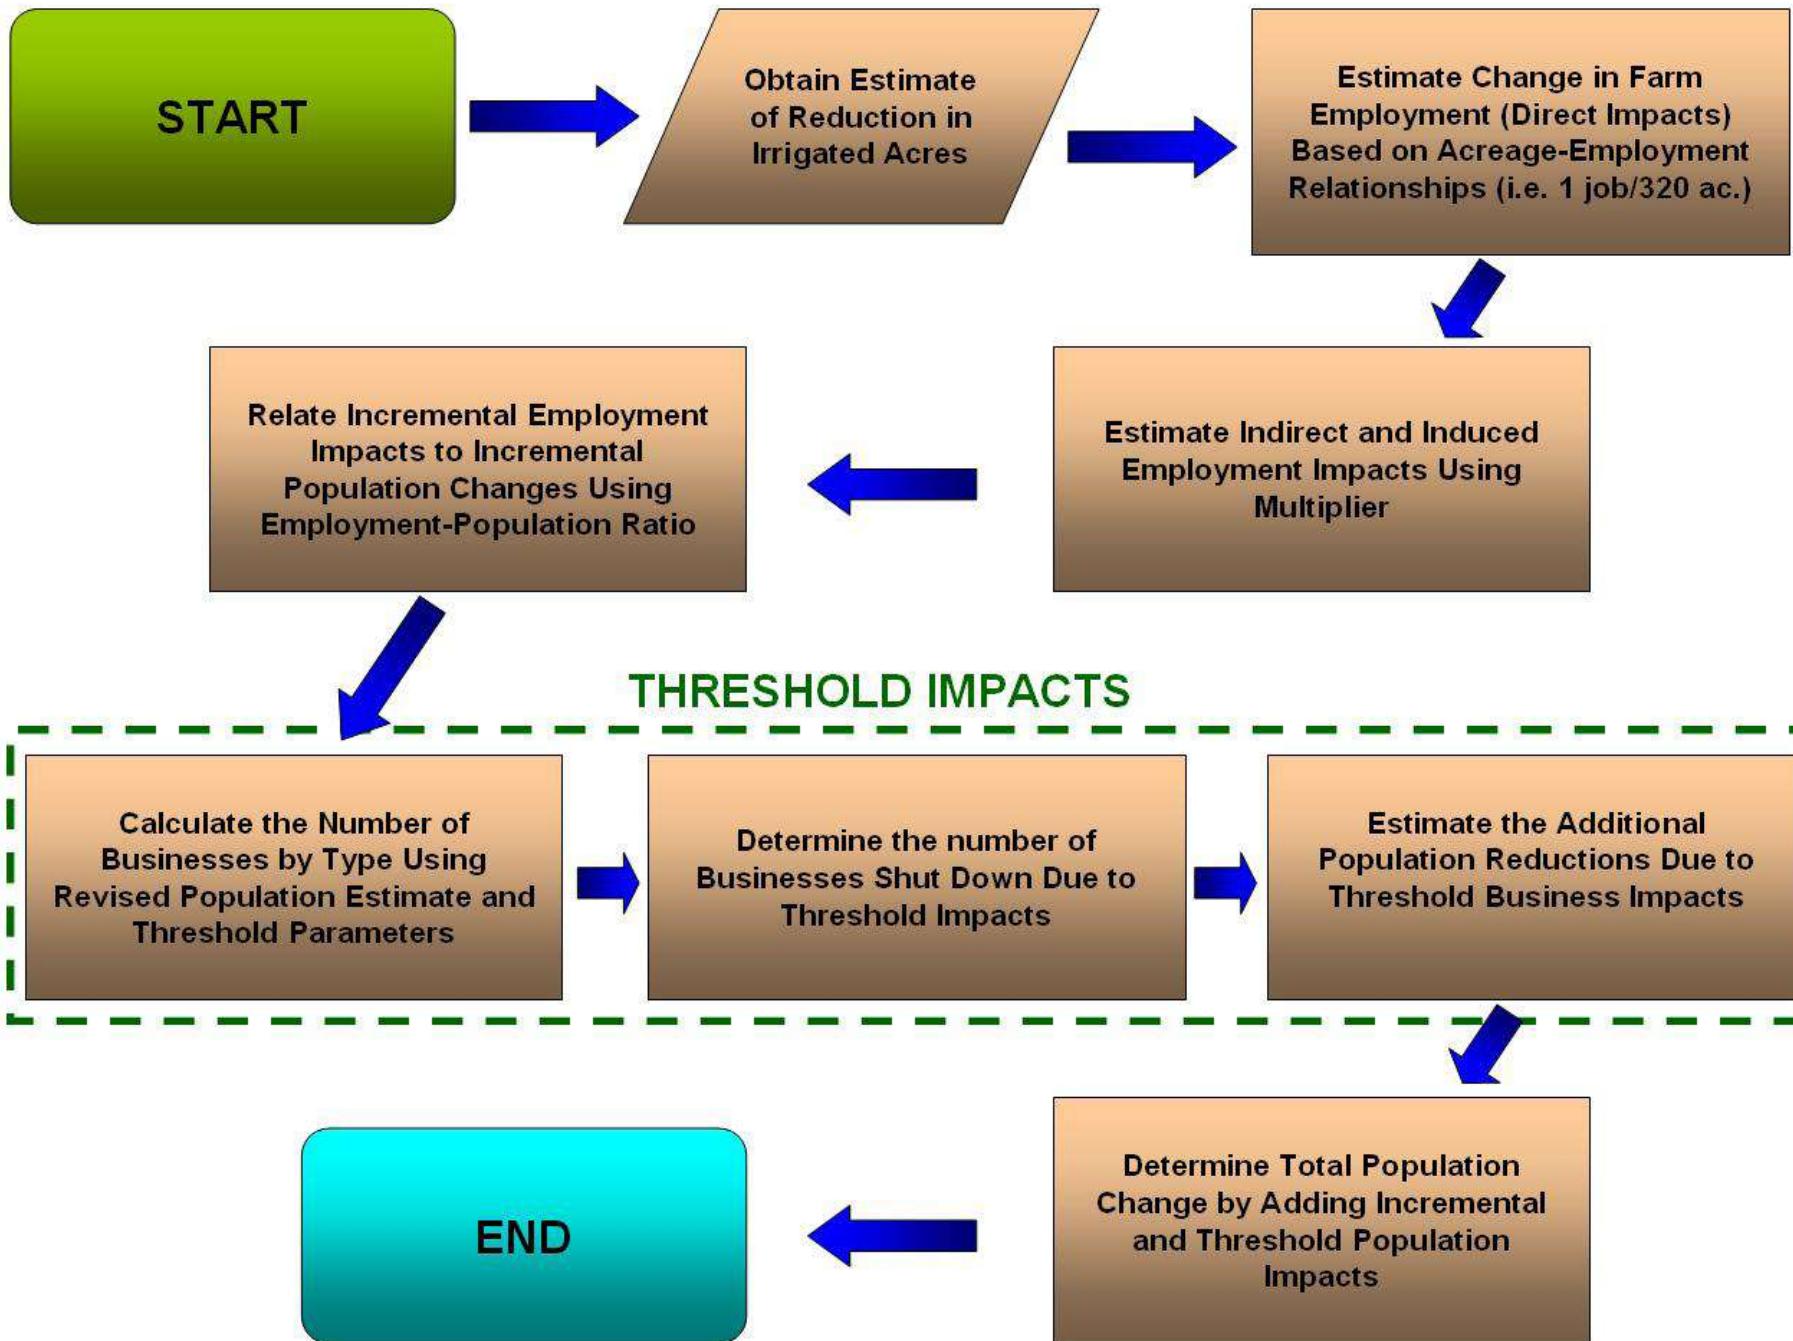 START
Obtain Estimate
of Reduction in
Irrigated Acres
Estimate Change in Farm
Employment (Direct Impacts)
Based on Acreage-Employment
Relationships (i.e. 1 job/320 ac.)
Estimate Indirect and Induced
Employment Impacts Using
Multiplier
Relate Incremental Employment
Impacts to Incremental
Population Changes Using
Employment-Population Ratio
THRESHOLD IMPACTS
Calculate the Number of
Businesses by Type Using
Revised Population Estimate and
Threshold Parameters
Determine the number of
Businesses Shut Down Due to
Threshold Impacts
Estimate the Additional
Population Reductions Due to
Threshold Business Impacts
Determine Total Population
Change by Adding Incremental
and Threshold Population
Impacts
END